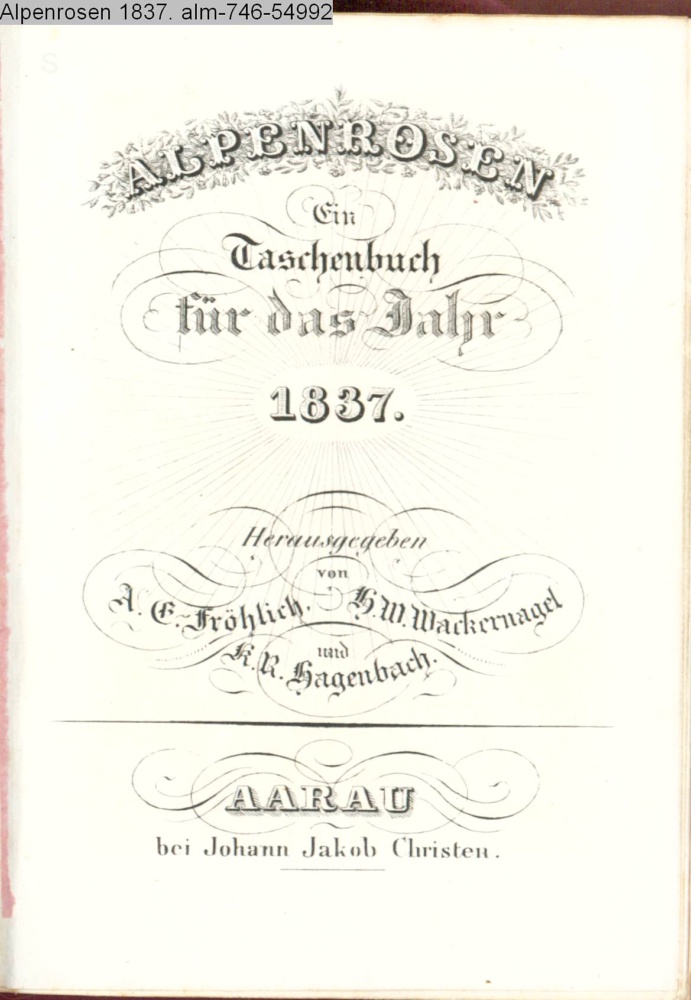 Alpenrosen 1837. alm-746-54992
ALPENROSEN
Ein
Taschenbuch
für das Jahr
1837.
Herausgegeben
von
A. E. Fröhlich. H. W. Wackernagel
und
K. R. Hagenbach.
AARAU
bei Johann Jakob Christen.